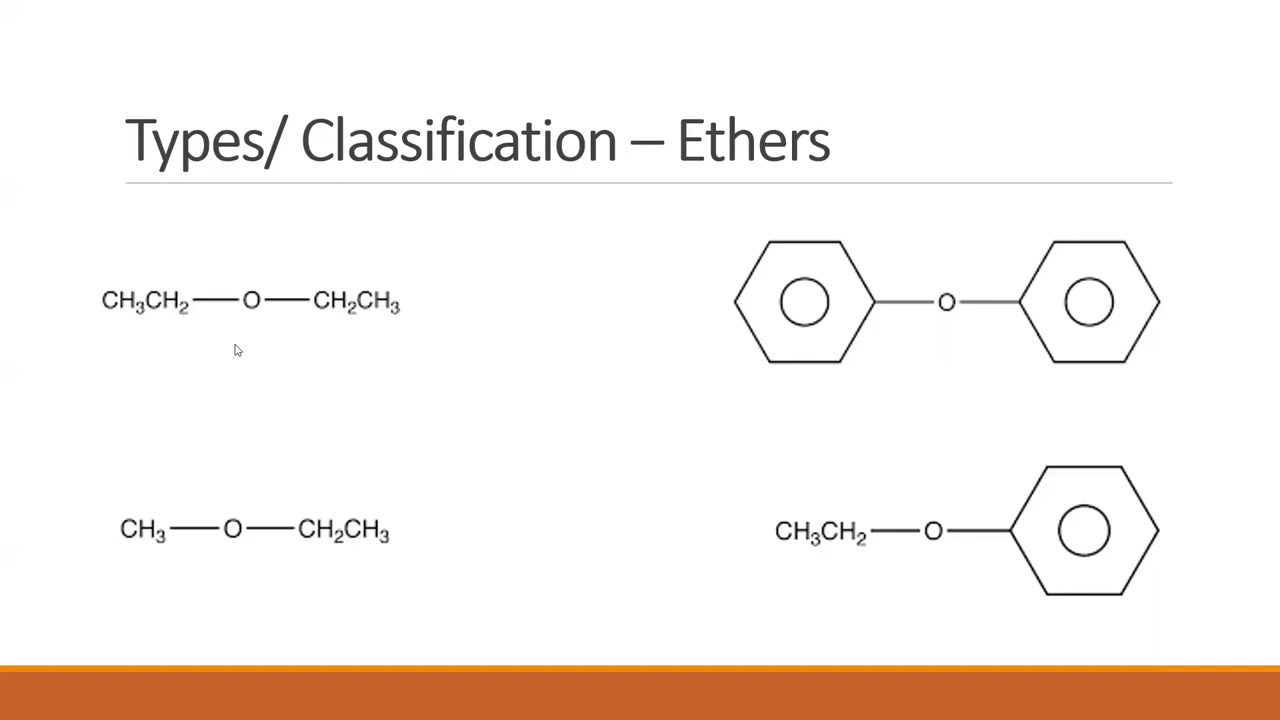 Types/ Classification – Ethers
CH₃CH₂—O—CH₂CH₃
O
CH₃—O—CH₂CH₃
CH₃CH₂—O